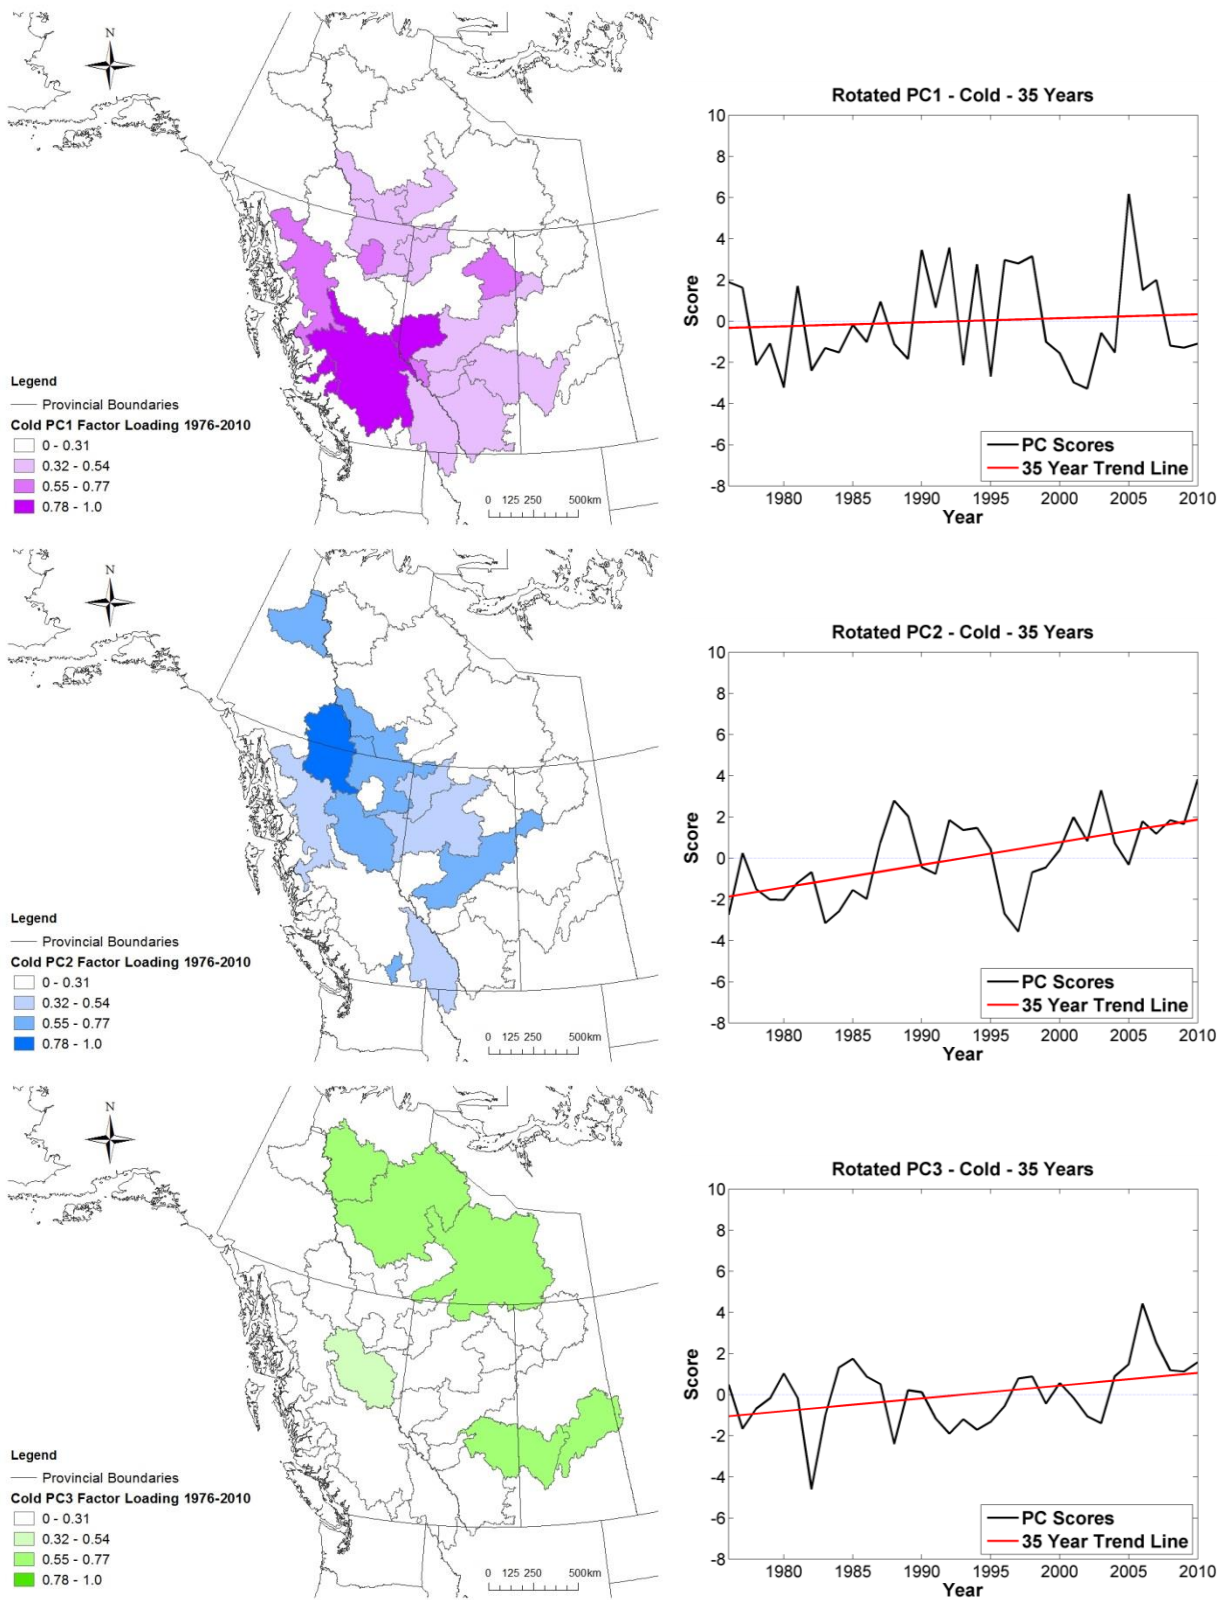 N
Legend
Provincial Boundaries
Cold PC1 Factor Loading 1976-2010
0 - 0.31
0.32 - 0.54
0.55 - 0.77
0.78 - 1.0
0 125 250 500km
Rotated PC1 - Cold - 35 Years
Score
10
8
6
4
2
0
-2
-4
-6
-8
1980 1985 1990 1995 2000 2005 2010
Year
PC Scores
35 Year Trend Line
N
Legend
Provincial Boundaries
Cold PC2 Factor Loading 1976-2010
0 - 0.31
0.32 - 0.54
0.55 - 0.77
0.78 - 1.0
0 125 250 500km
Rotated PC2 - Cold - 35 Years
Score
10
8
6
4
2
0
-2
-4
-6
-8
1980 1985 1990 1995 2000 2005 2010
Year
PC Scores
35 Year Trend Line
N
Legend
Provincial Boundaries
Cold PC3 Factor Loading 1976-2010
0 - 0.31
0.32 - 0.54
0.55 - 0.77
0.78 - 1.0
0 125 250 500km
Rotated PC3 - Cold - 35 Years
Score
10
8
6
4
2
0
-2
-4
-6
-8
1980 1985 1990 1995 2000 2005 2010
Year
PC Scores
35 Year Trend Line